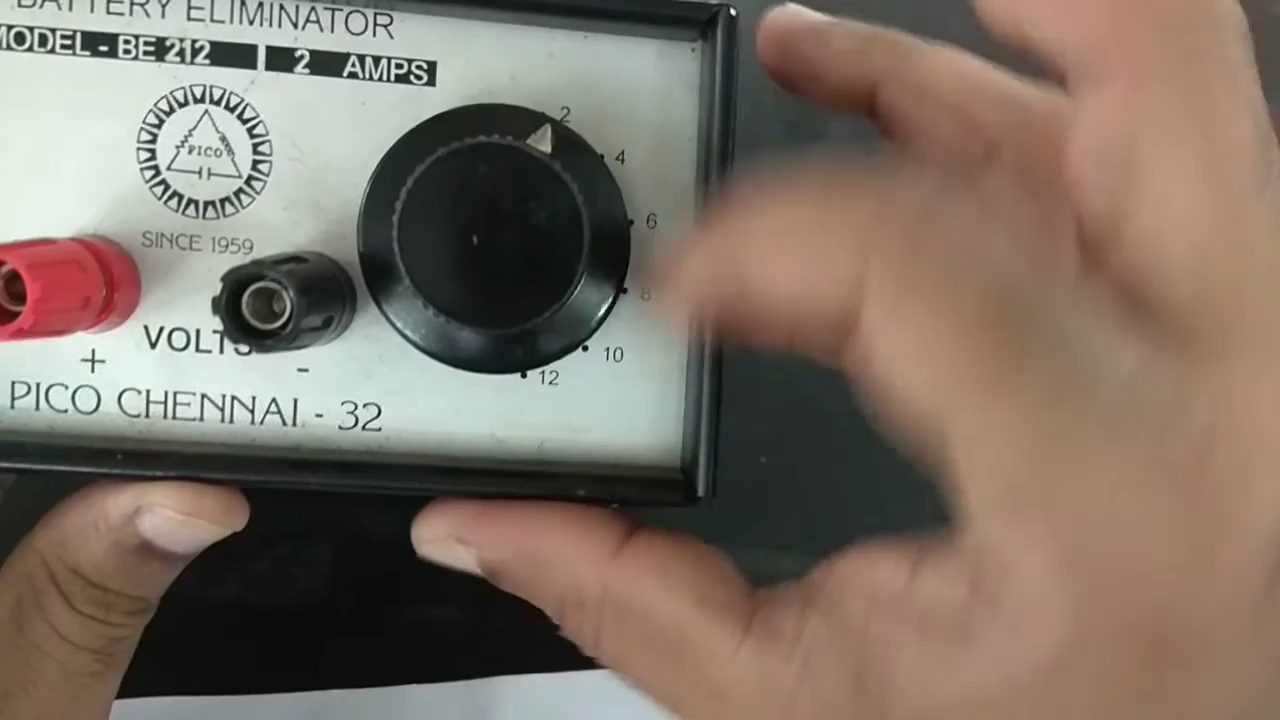 BATTERY ELIMINATOR
MODEL - BE 212 2 AMPS
PICO
SINCE 1959
2
4
6
8
10
12
VOLTS
+ -
PICO CHENNAI - 32